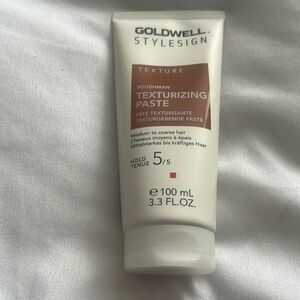 GOLDWELL.
STYLESIGN
TEXTURE
ROUGHMAN
TEXTURIZING
PASTE
PATE TEXTURISANTE
TEXTURGEBENDE PASTE
Medium to coarse hair
Cheveux moyens à épais
Mittelstarkes bis kräftiges Haar
HOLD
TENUE 5/5
e 100 mL
3.3 FL.OZ.